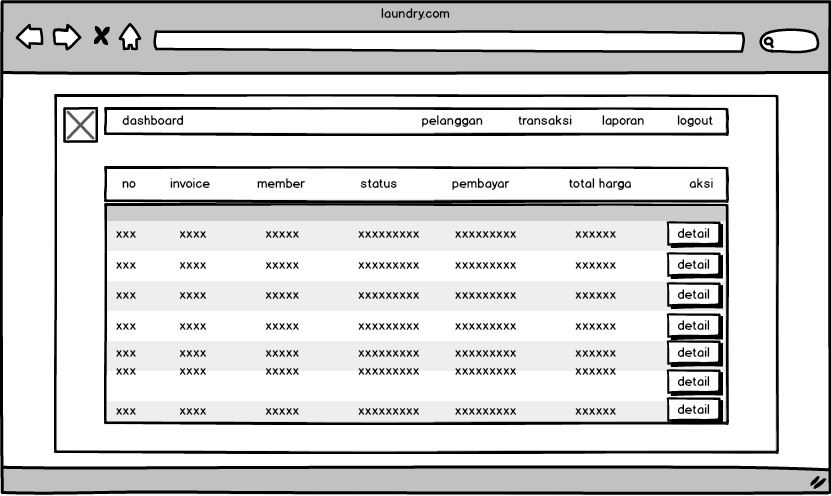 laundry.com
dashboard pelanggan transaksi laporan logout
no invoice member status pembayar total harga aksi
xxx xxxx xxxxx xxxxxxxxx xxxxxxxxx xxxxxx detail
xxx xxxx xxxxx xxxxxxxxx xxxxxxxxx xxxxxx detail
xxx xxxx xxxxx xxxxxxxxx xxxxxxxxx xxxxxx detail
xxx xxxx xxxxx xxxxxxxxx xxxxxxxxx xxxxxx detail
xxx xxxx xxxxx xxxxxxxxx xxxxxxxxx xxxxxx detail
xxx xxxx xxxxx xxxxxxxxx xxxxxxxxx xxxxxx detail
xxx xxxx xxxxx xxxxxxxxx xxxxxxxxx xxxxxx detail